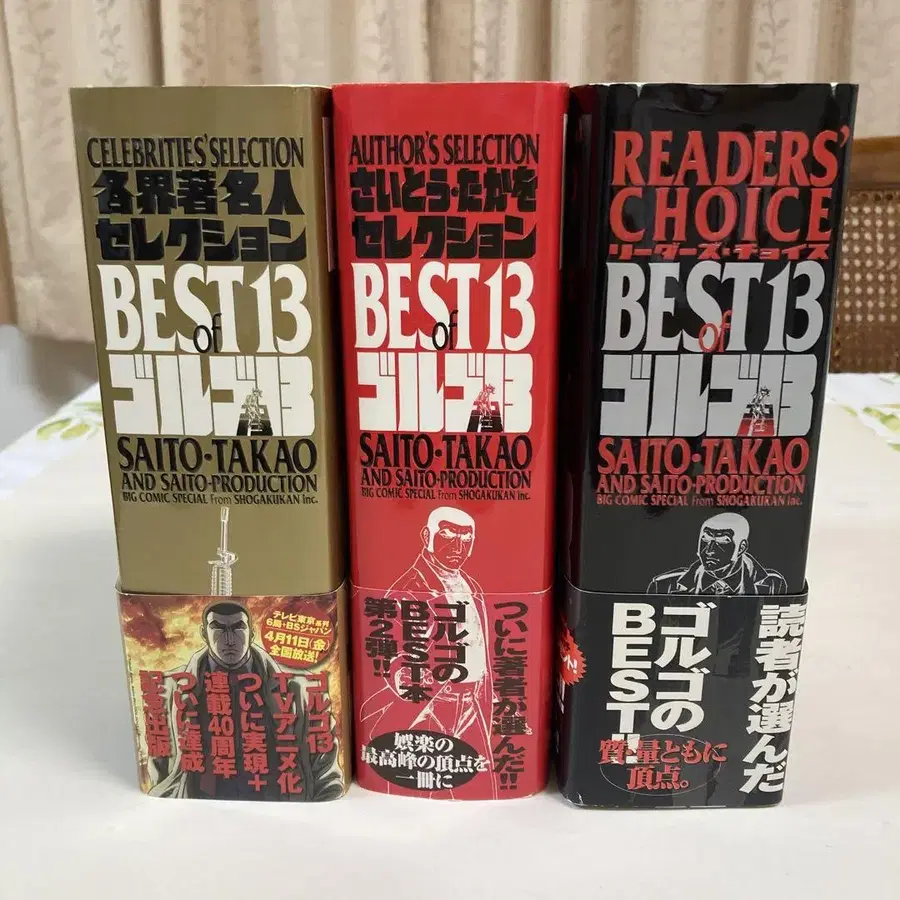 CELEBRITIES' SELECTION
各界著名人
セレクション
BEST 13
of
ゴルゴ13
SAITO・TAKAO
AND SAITO-PRODUCTION
BIG COMIC SPECIAL From SHOGAKUKAN Inc.
テレビ東京系列
6局+BSジャパン
4月11日(金)
全国放送!
ゴルゴ13
TVアニメ化
ついに実現+
連載40周年
ついに達成
記念出版
AUTHOR'S SELECTION
さいとう・たかを
セレクション
BEST 13
of
ゴルゴ13
SAITO・TAKAO
AND SAITO-PRODUCTION
BIG COMIC SPECIAL From SHOGAKUKAN Inc.
ついに著者が選んだ!!
ゴルゴの
BEST本
第2弾!!
娯楽の
最高峰の頂点を
一冊に
READERS'
CHOICE
リーダーズ・チョイス
BEST 13
of
ゴルゴ13
SAITO・TAKAO
AND SAITO-PRODUCTION
BIG COMIC SPECIAL From SHOGAKUKAN Inc.
読者が選んだ
ゴルゴの
BEST!!
質・量ともに
頂点。